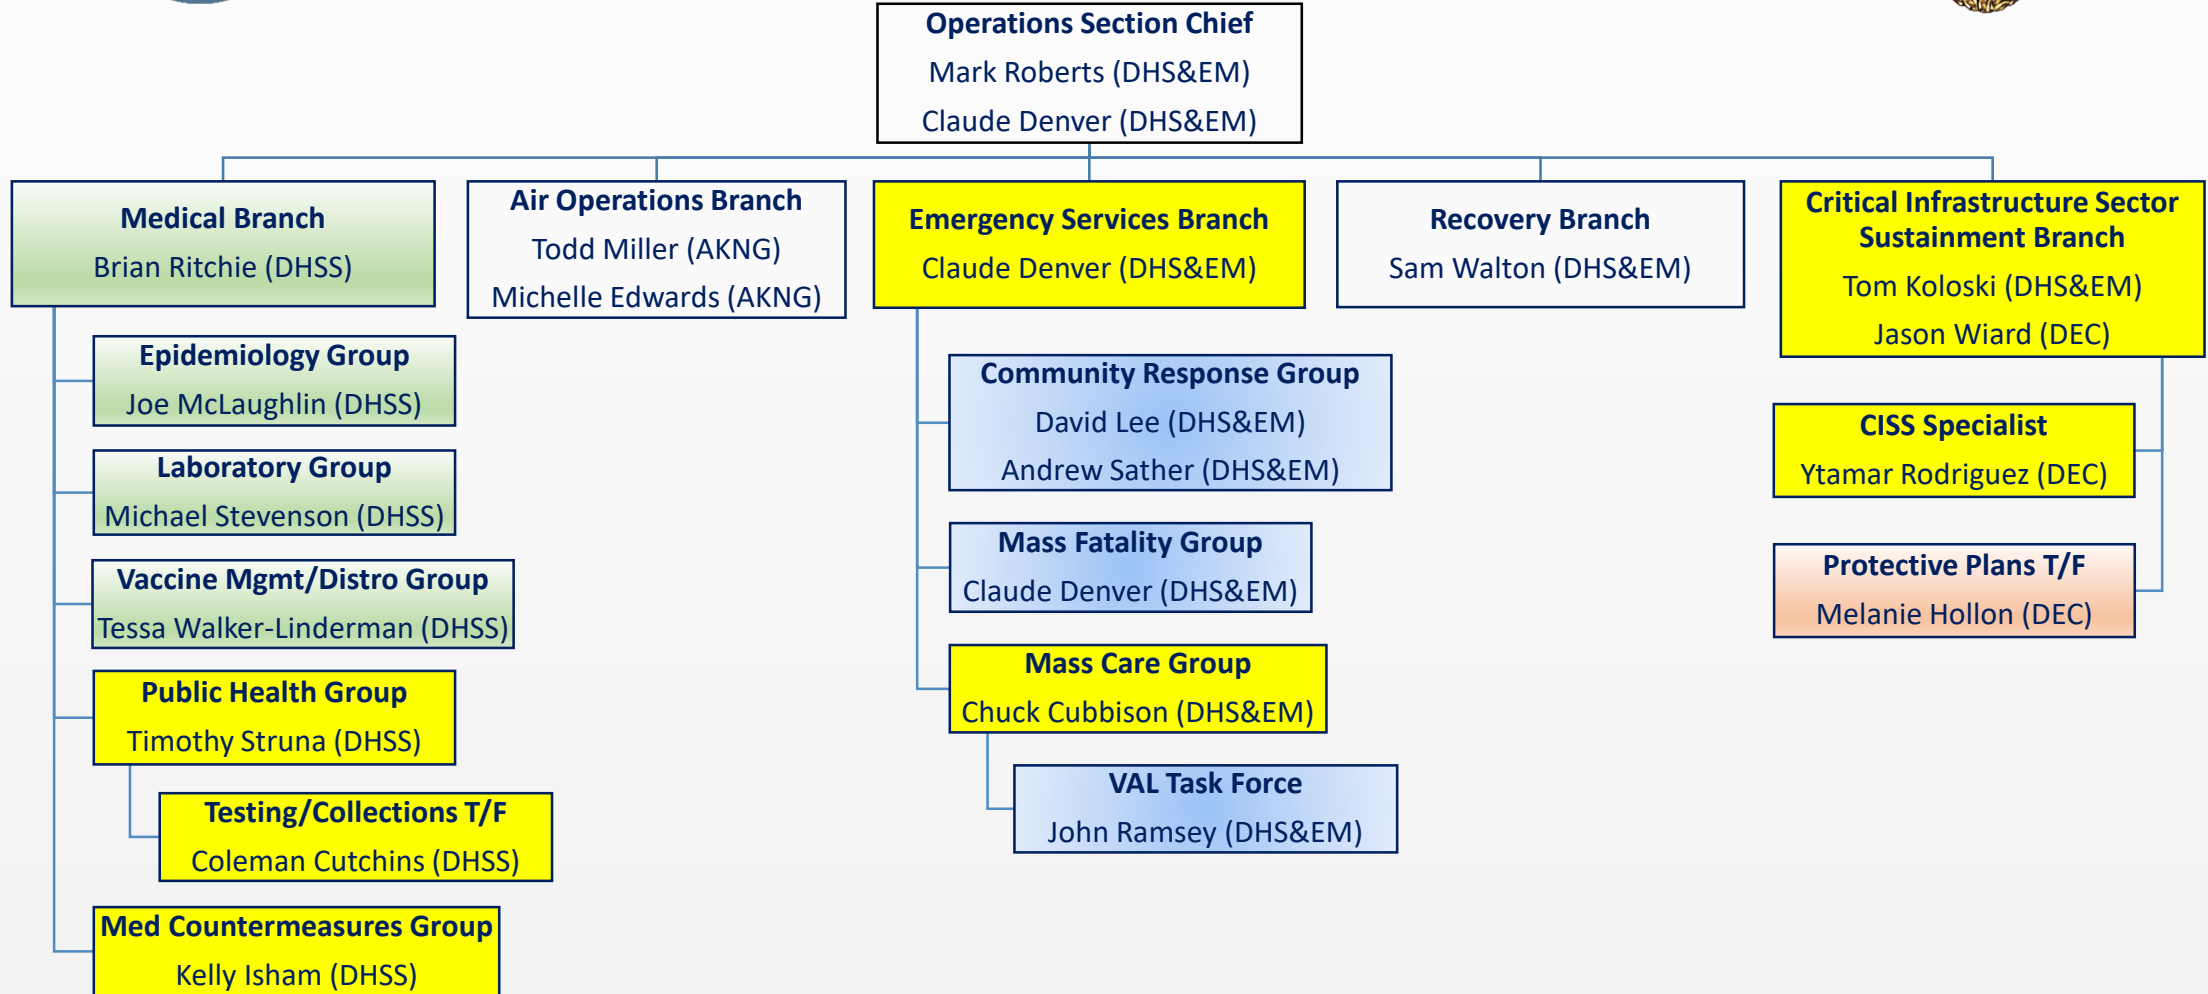 Operations Section Chief
Mark Roberts (DHS&EM)
Claude Denver (DHS&EM)
Medical Branch
Brian Ritchie (DHSS)
Air Operations Branch
Todd Miller (AKNG)
Michelle Edwards (AKNG)
Emergency Services Branch
Claude Denver (DHS&EM)
Recovery Branch
Sam Walton (DHS&EM)
Critical Infrastructure Sector
Sustainment Branch
Tom Koloski (DHS&EM)
Jason Wiard (DEC)
Epidemiology Group
Joe McLaughlin (DHSS)
Laboratory Group
Michael Stevenson (DHSS)
Vaccine Mgmt/Distro Group
Tessa Walker-Linderman (DHSS)
Public Health Group
Timothy Struna (DHSS)
Testing/Collections T/F
Coleman Cutchins (DHSS)
Med Countermeasures Group
Kelly Isham (DHSS)
Community Response Group
David Lee (DHS&EM)
Andrew Sather (DHS&EM)
Mass Fatality Group
Claude Denver (DHS&EM)
Mass Care Group
Chuck Cubbison (DHS&EM)
VAL Task Force
John Ramsey (DHS&EM)
CISS Specialist
Ytamar Rodriguez (DEC)
Protective Plans T/F
Melanie Hollon (DEC)